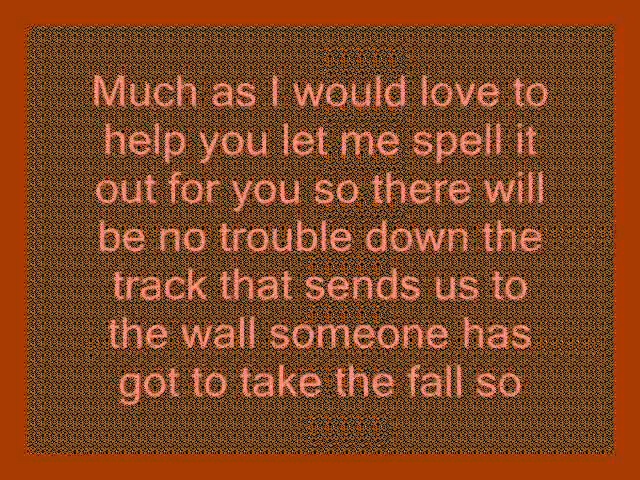 Much as I would love to
help you let me spell it
out for you so there will
be no trouble down the
track that sends us to
the wall someone has
got to take the fall so